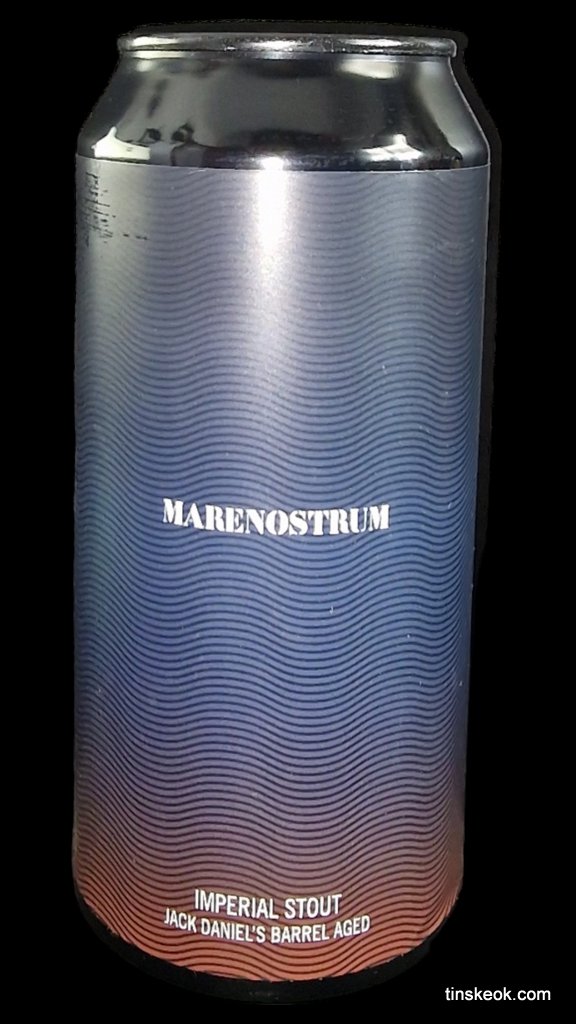 MARENOSTRUM
IMPERIAL STOUT
JACK DANIEL'S BARREL AGED
tinskeok.com